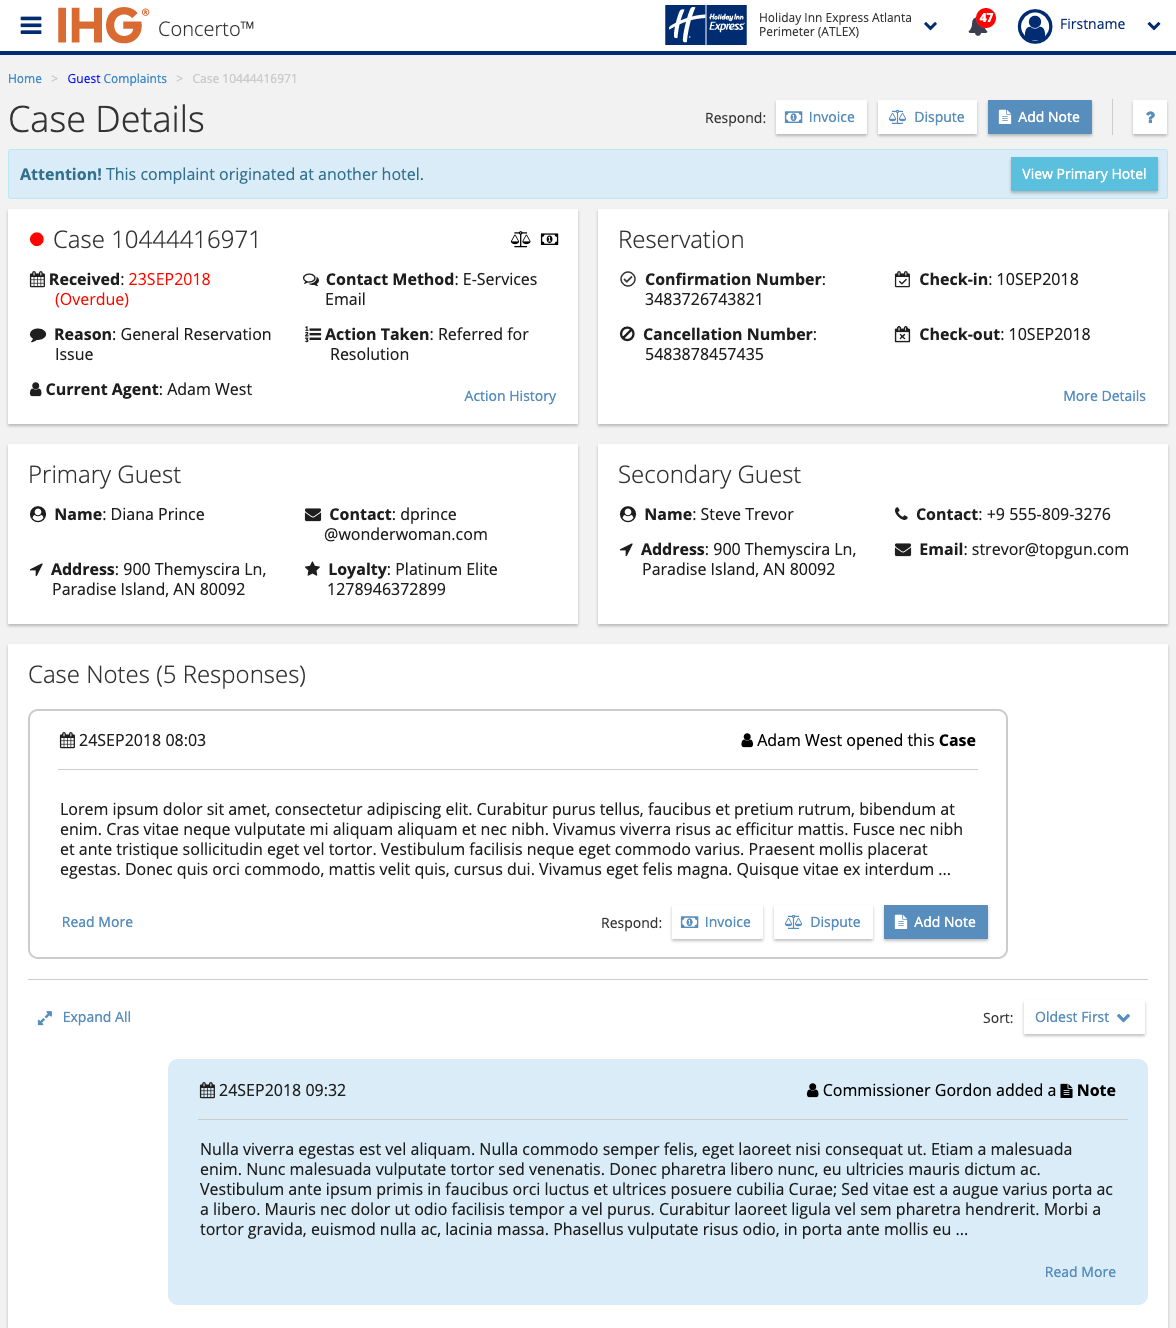 IHG® Concerto™
Holiday Inn Express
Holiday Inn Express Atlanta
Perimeter (ATLEX)
47
Firstname
Home > Guest Complaints > Case 10444416971
Case Details
Respond: Invoice Dispute Add Note ?
Attention! This complaint originated at another hotel. View Primary Hotel
Case 10444416971
Received: 23SEP2018
(Overdue)
Contact Method: E-Services
Email
Reason: General Reservation
Issue
Action Taken: Referred for
Resolution
Current Agent: Adam West
Action History
Reservation
Confirmation Number:
3483726743821
Check-in: 10SEP2018
Cancellation Number:
5483878457435
Check-out: 10SEP2018
More Details
Primary Guest
Name: Diana Prince
Contact: dprince
@wonderwoman.com
Address: 900 Themyscira Ln,
Paradise Island, AN 80092
Loyalty: Platinum Elite
1278946372899
Secondary Guest
Name: Steve Trevor
Contact: +9 555-809-3276
Address: 900 Themyscira Ln,
Paradise Island, AN 80092
Email: strevor@topgun.com
Case Notes (5 Responses)
24SEP2018 08:03 Adam West opened this Case
Lorem ipsum dolor sit amet, consectetur adipiscing elit. Curabitur purus tellus, faucibus et pretium rutrum, bibendum at
enim. Cras vitae neque vulputate mi aliquam aliquam et nec nibh. Vivamus viverra risus ac efficitur mattis. Fusce nec nibh
et ante tristique sollicitudin eget vel tortor. Vestibulum facilisis neque eget commodo varius. Praesent mollis placerat
egestas. Donec quis orci commodo, mattis velit quis, cursus dui. Vivamus eget felis magna. Quisque vitae ex interdum ...
Read More Respond: Invoice Dispute Add Note
Expand All Sort: Oldest First
24SEP2018 09:32 Commissioner Gordon added a Note
Nulla viverra egestas est vel aliquam. Nulla commodo semper felis, eget laoreet nisi consequat ut. Etiam a malesuada
enim. Nunc malesuada vulputate tortor sed venenatis. Donec pharetra libero nunc, eu ultricies mauris dictum ac.
Vestibulum ante ipsum primis in faucibus orci luctus et ultrices posuere cubilia Curae; Sed vitae est a augue varius porta ac
a libero. Mauris nec dolor ut odio facilisis tempor a vel purus. Curabitur laoreet ligula vel sem pharetra hendrerit. Morbi a
tortor gravida, euismod nulla ac, lacinia massa. Phasellus vulputate risus odio, in porta ante mollis eu ...
Read More